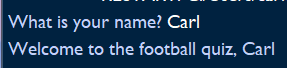 What is your name? Carl
Welcome to the football quiz, Carl